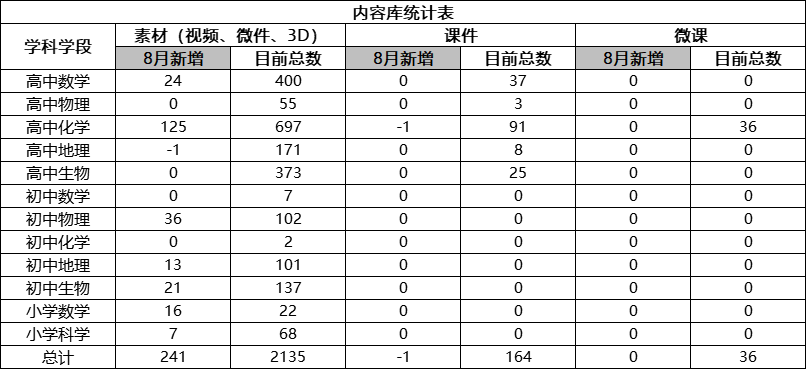 内容库统计表
学科学段 素材（视频、微件、3D） 课件 微课
8月新增 目前总数 8月新增 目前总数 8月新增 目前总数
高中数学 24 400 0 37 0 0
高中物理 0 55 0 3 0 0
高中化学 125 697 -1 91 0 36
高中地理 -1 171 0 8 0 0
高中生物 0 373 0 25 0 0
初中数学 0 7 0 0 0 0
初中物理 36 102 0 0 0 0
初中化学 0 2 0 0 0 0
初中地理 13 101 0 0 0 0
初中生物 21 137 0 0 0 0
小学数学 16 22 0 0 0 0
小学科学 7 68 0 0 0 0
总计 241 2135 -1 164 0 36